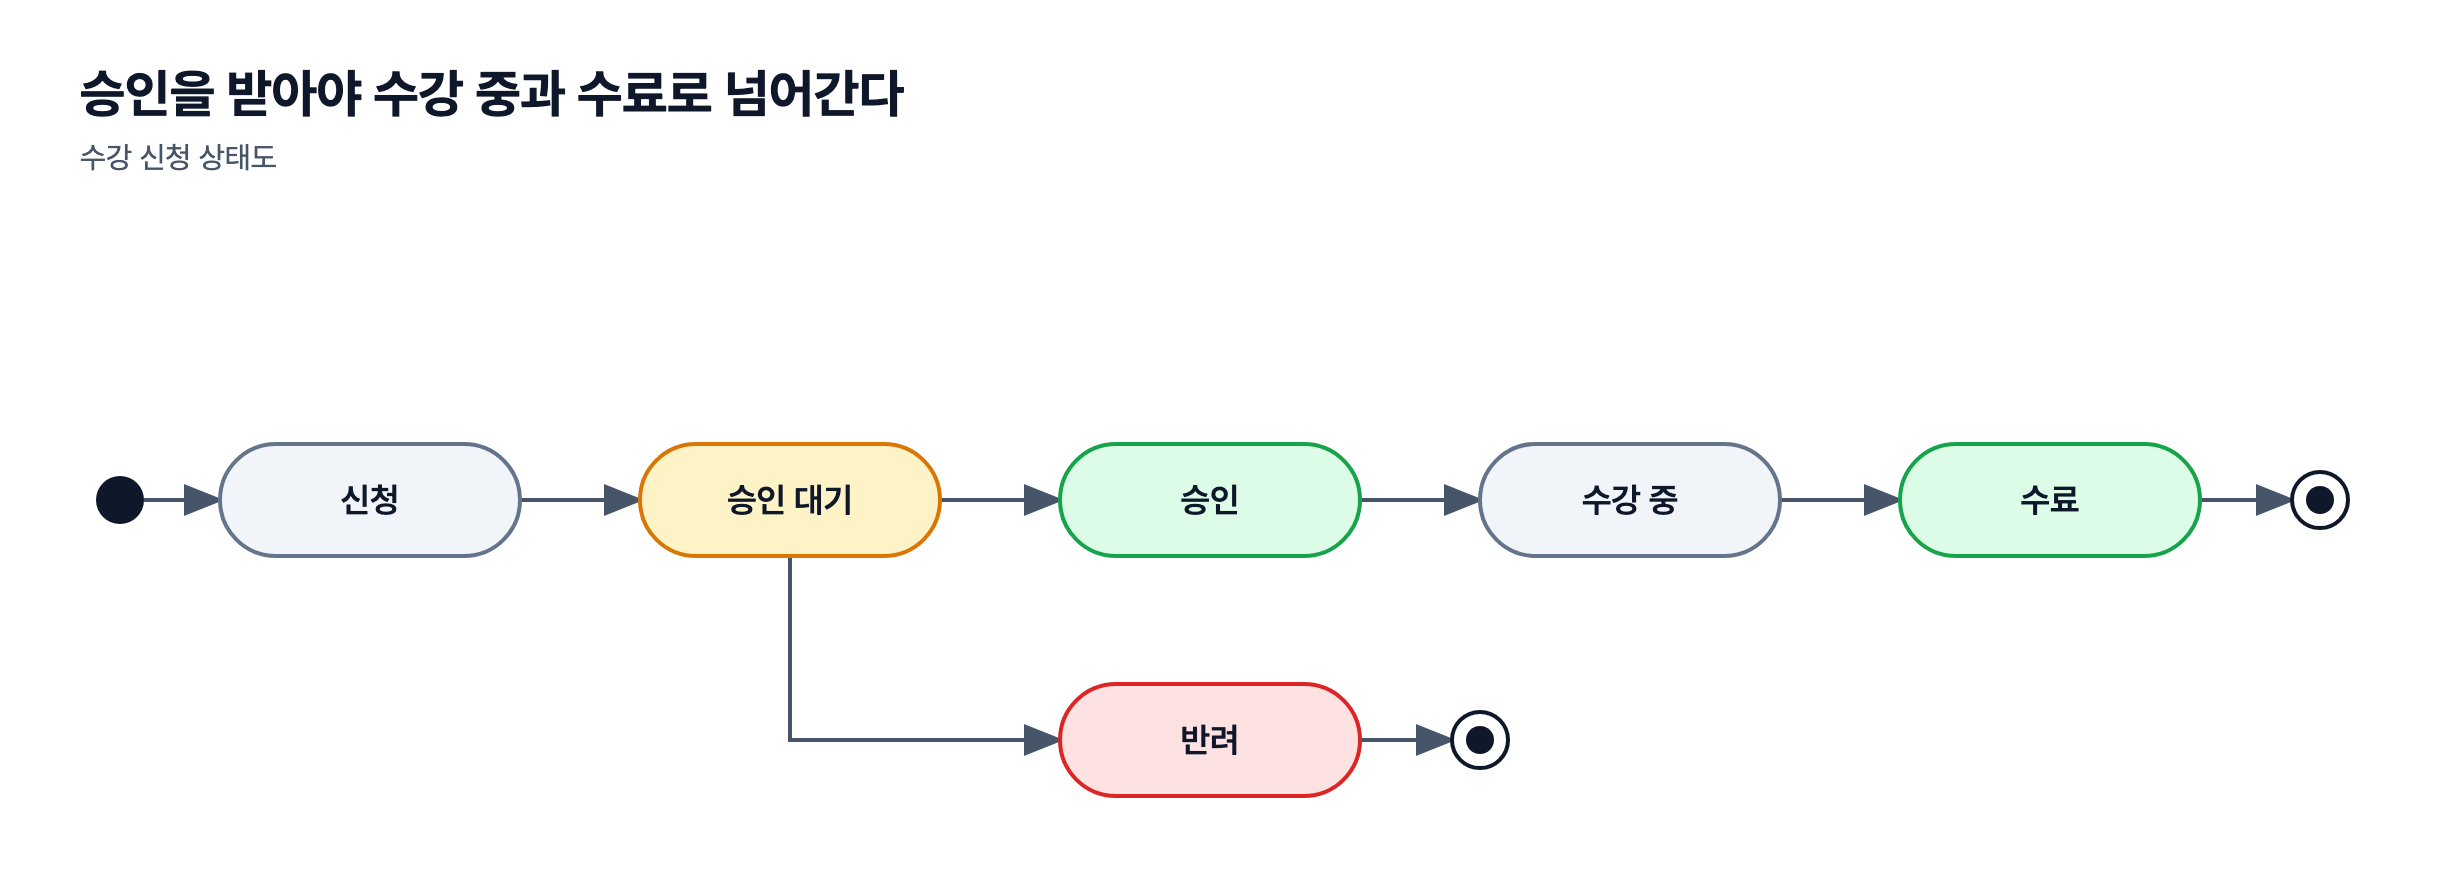 승인을 받아야 수강 중과 수료로 넘어간다
수강 신청 상태도
신청
승인 대기
승인
수강 중
수료
반려